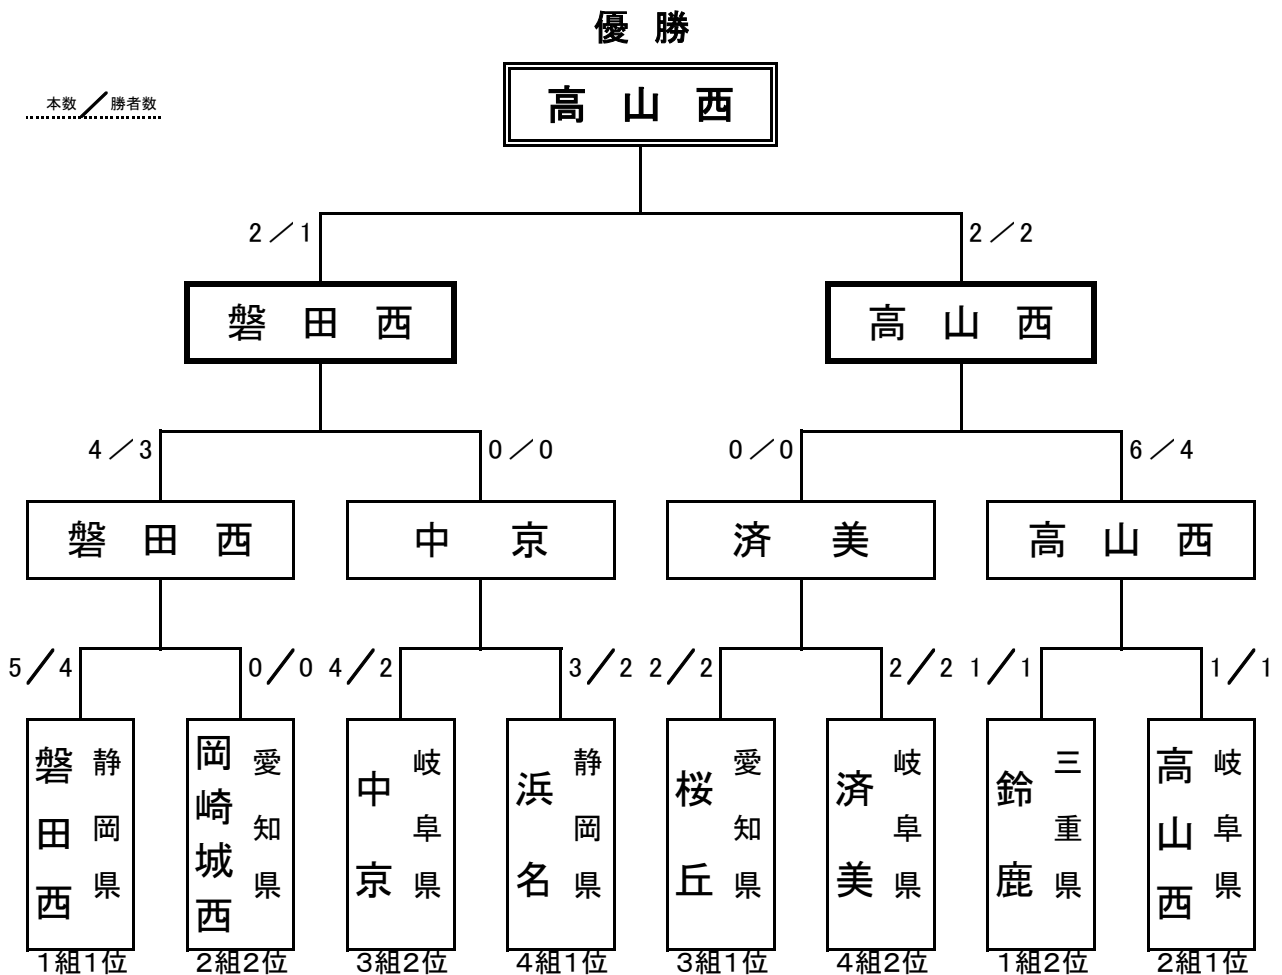 優 勝
高 山 西
本数／勝者数
2／1
2／2
磐 田 西
高 山 西
4／3
0／0
0／0
6／4
磐 田 西
中 京
済 美
高 山 西
5／4
0／0
4／2
3／2
2／2
2／2
1／1
1／1
静岡県
磐田西
愛知県
岡崎城西
岐阜県
中京
静岡県
浜名
愛知県
桜丘
岐阜県
済美
三重県
鈴鹿
岐阜県
高山西
1組1位
2組2位
3組2位
4組1位
3組1位
4組2位
1組2位
2組1位